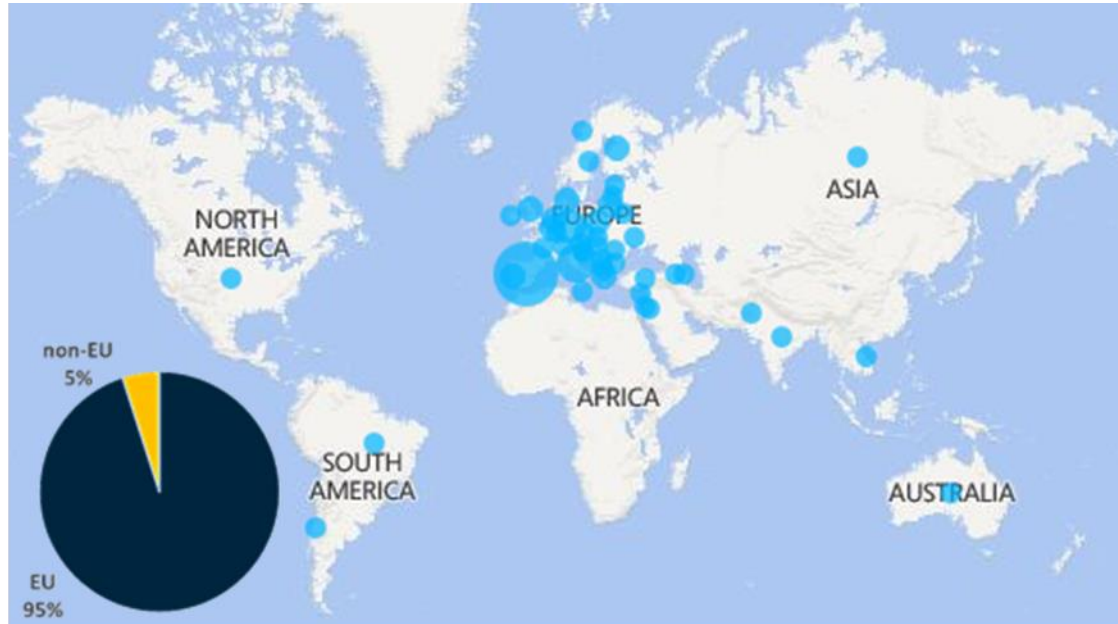 NORTH
AMERICA
EUROPE
ASIA
non-EU
5%
AFRICA
SOUTH
AMERICA
AUSTRALIA
EU
95%